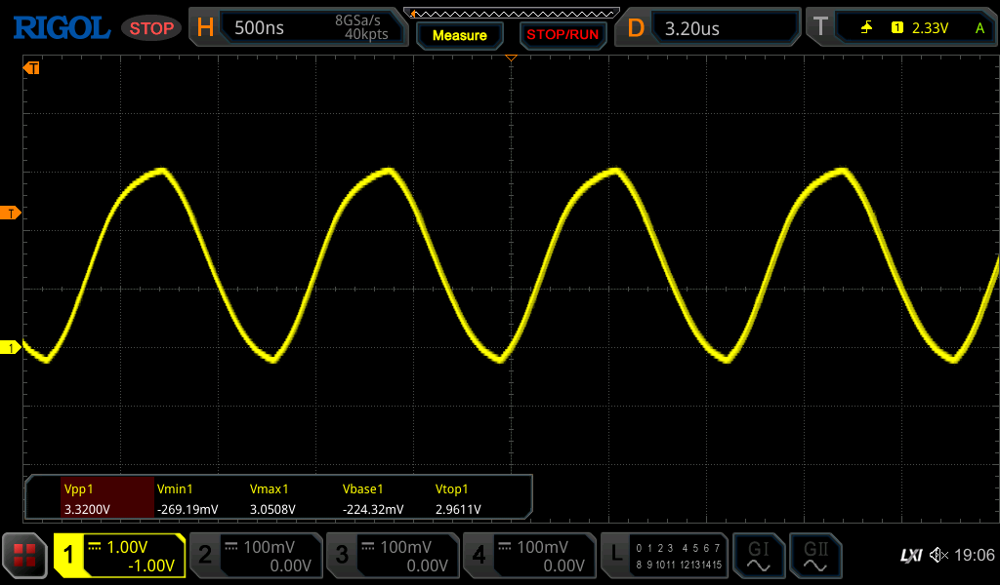 RIGOL STOP H 500ns 8GSa/s 40kpts Measure STOP/RUN D 3.20us T 1 2.33V A
T
T
1
Vpp1 Vmin1 Vmax1 Vbase1 Vtop1
3.3200V -269.19mV 3.0508V -224.32mV 2.9611V
1 1.00V -1.00V 2 100mV 0.00V 3 100mV 0.00V 4 100mV 0.00V L 0 1 2 3 4 5 6 7 8 9 10 11 12 13 14 15 GI GII LXI 19:06